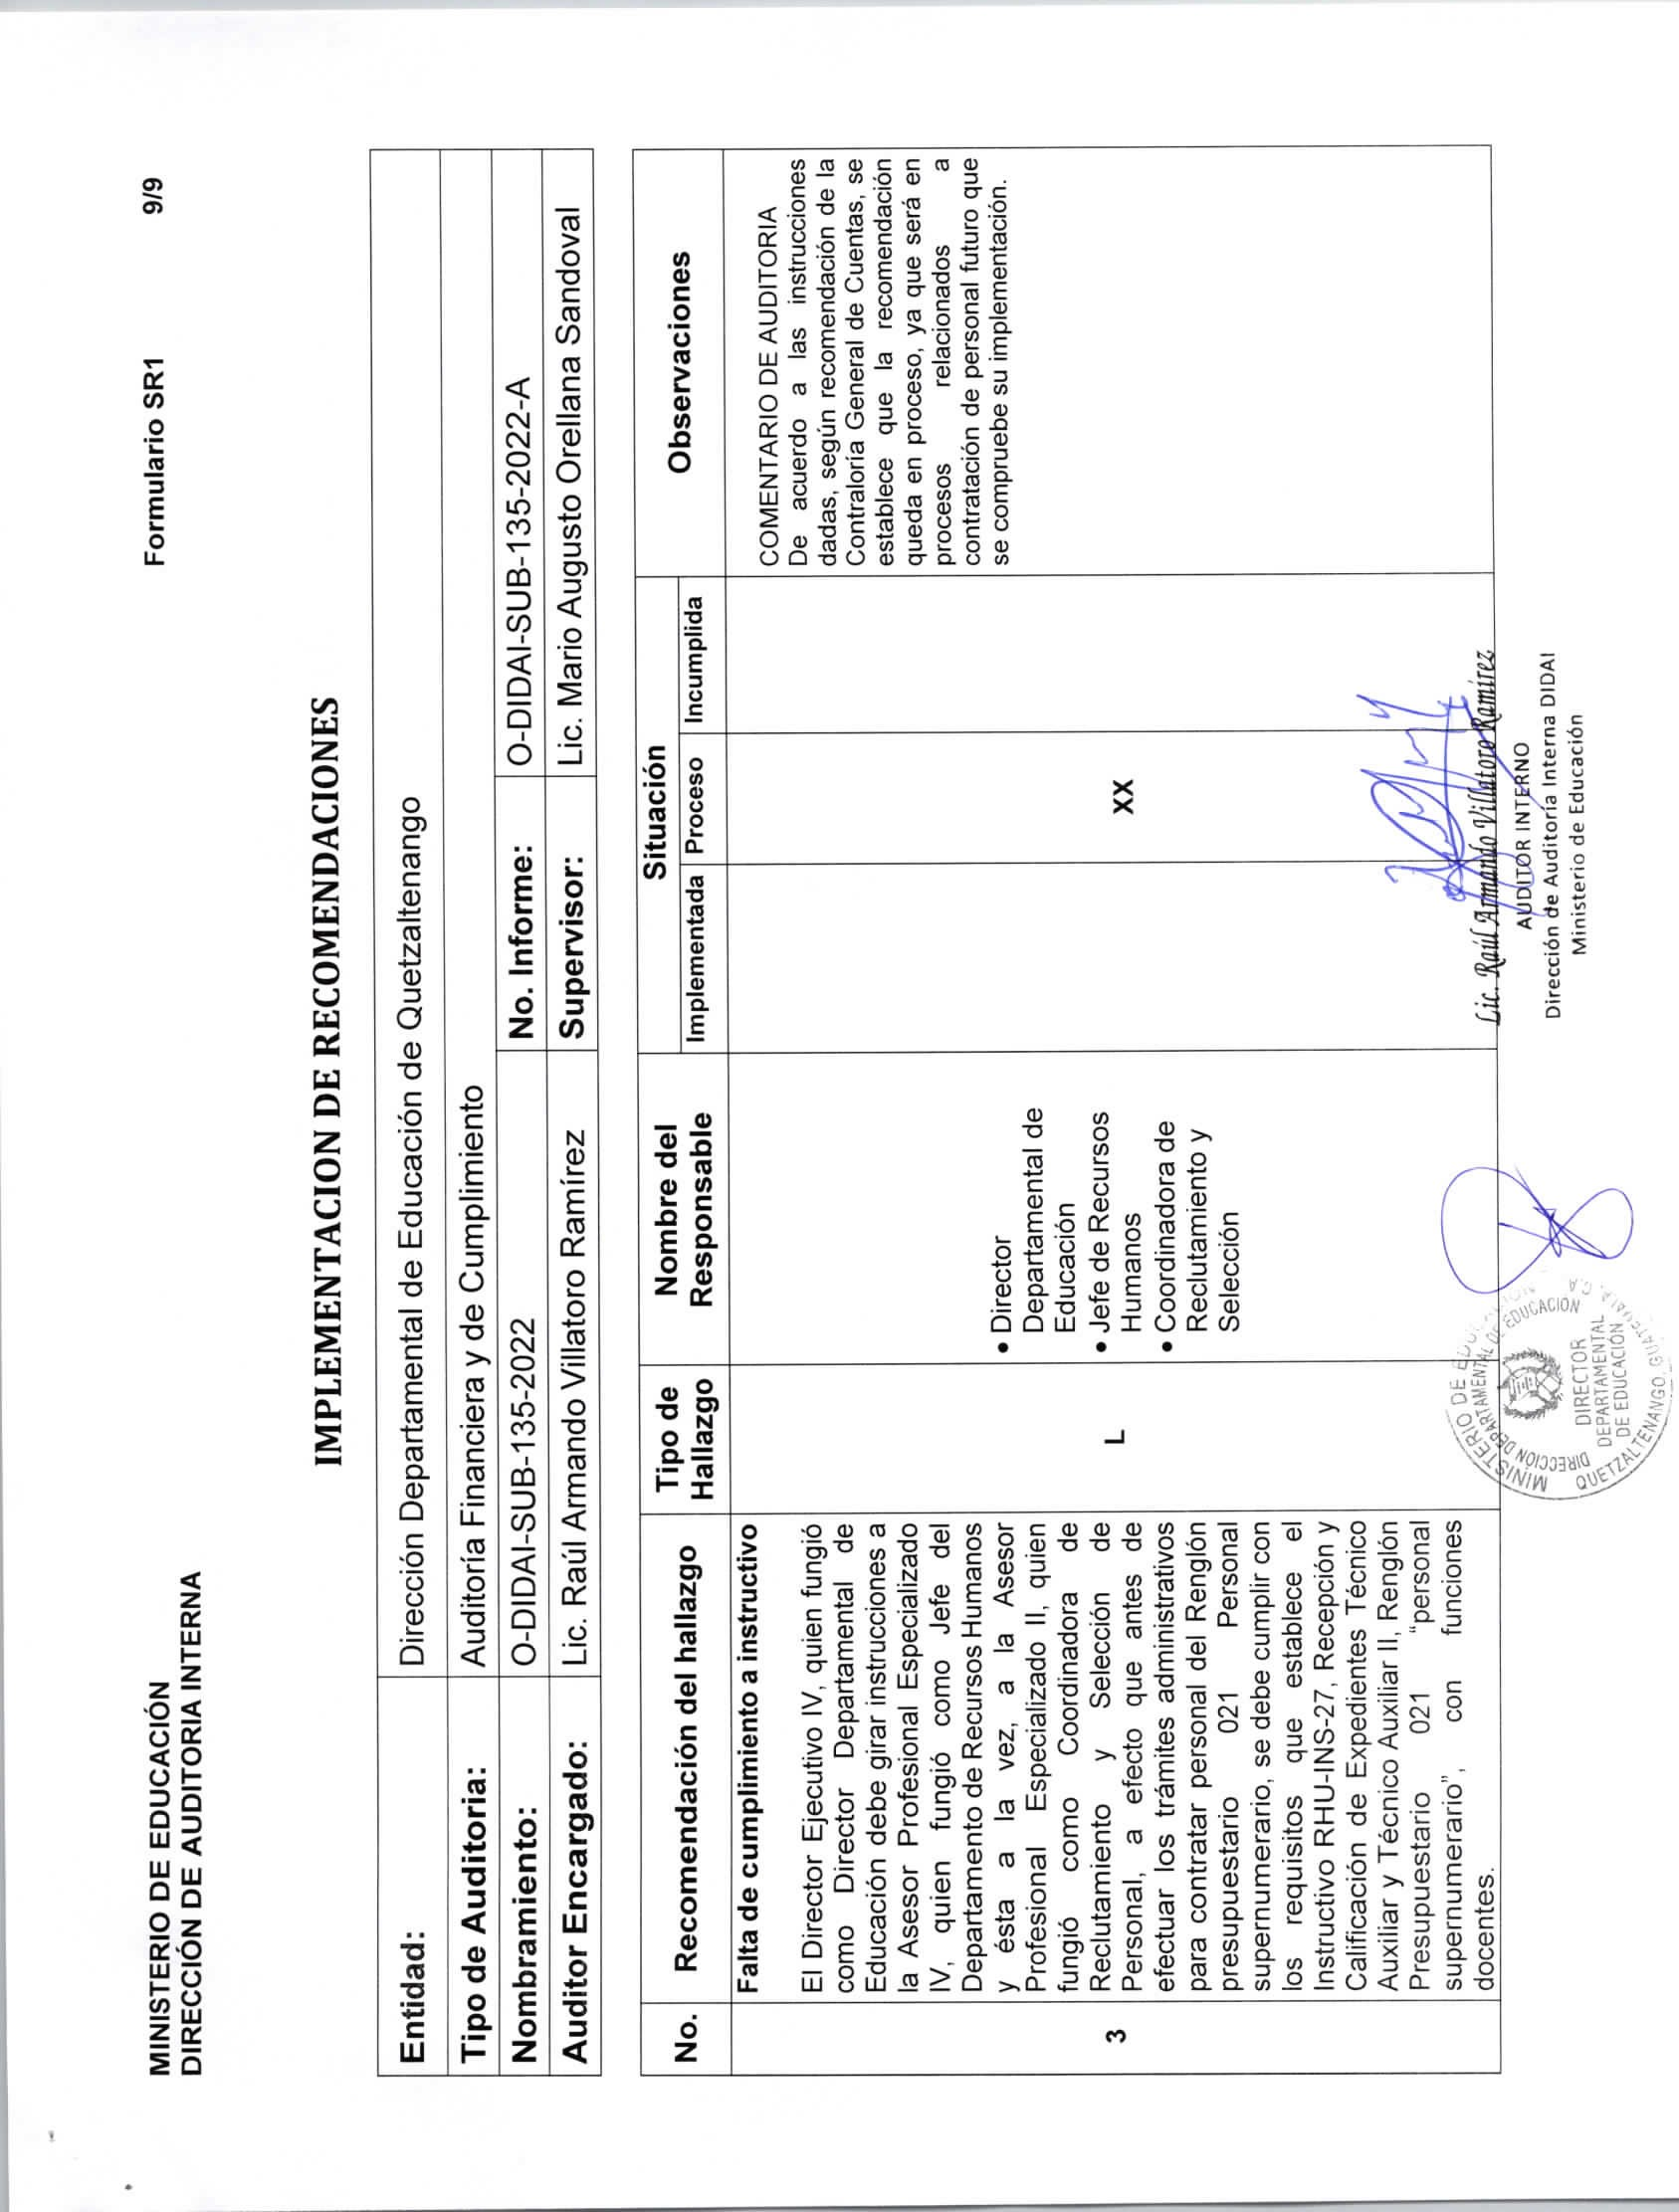 MINISTERIO DE EDUCACIÓN
DIRECCIÓN DE AUDITORIA INTERNA
Formulario SR1 9/9
IMPLEMENTACION DE RECOMENDACIONES
Entidad: Dirección Departamental de Educación de Quetzaltenango
Tipo de Auditoria: Auditoría Financiera y de Cumplimiento
Nombramiento: O-DIDAI-SUB-135-2022 No. Informe: O-DIDAI-SUB-135-2022-A
Auditor Encargado: Lic. Raúl Armando Villatoro Ramírez Supervisor: Lic. Mario Augusto Orellana Sandoval
No.
Recomendación del hallazgo
Tipo de
Hallazgo
Nombre del
Responsable
Situación
Implementada Proceso Incumplida
Observaciones
3
Falta de cumplimiento a instructivo
El Director Ejecutivo IV, quien fungió
como Director Departamental de
Educación debe girar instrucciones a
la Asesor Profesional Especializado
IV, quien fungió como Jefe del
Departamento de Recursos Humanos
y ésta a la vez, a la Asesor
Profesional Especializado II, quien
fungió como Coordinadora de
Reclutamiento y Selección de
Personal, a efecto que antes de
efectuar los trámites administrativos
para contratar personal del Renglón
presupuestario 021 Personal
supernumerario, se debe cumplir con
los requisitos que establece el
Instructivo RHU-INS-27, Recepción y
Calificación de Expedientes Técnico
Auxiliar y Técnico Auxiliar II, Renglón
Presupuestario 021 “personal
supernumerario”, con funciones
docentes.
L
• Director
Departamental de
Educación
• Jefe de Recursos
Humanos
• Coordinadora de
Reclutamiento y
Selección
XX
COMENTARIO DE AUDITORIA
De acuerdo a las instrucciones
dadas, según recomendación de la
Contraloría General de Cuentas, se
establece que la recomendación
queda en proceso, ya que será en
procesos relacionados a
contratación de personal futuro que
se compruebe su implementación.
MINISTERIO DE EDUCACIÓN
DIRECCIÓN DEPARTAMENTAL DE EDUCACIÓN
DIRECTOR
DEPARTAMENTAL
DE EDUCACIÓN
QUETZALTENANGO, GUATEMALA, C.A.
Lic. Raúl Armando Villatoro Ramírez
AUDITOR INTERNO
Dirección de Auditoría Interna DIDAI
Ministerio de Educación